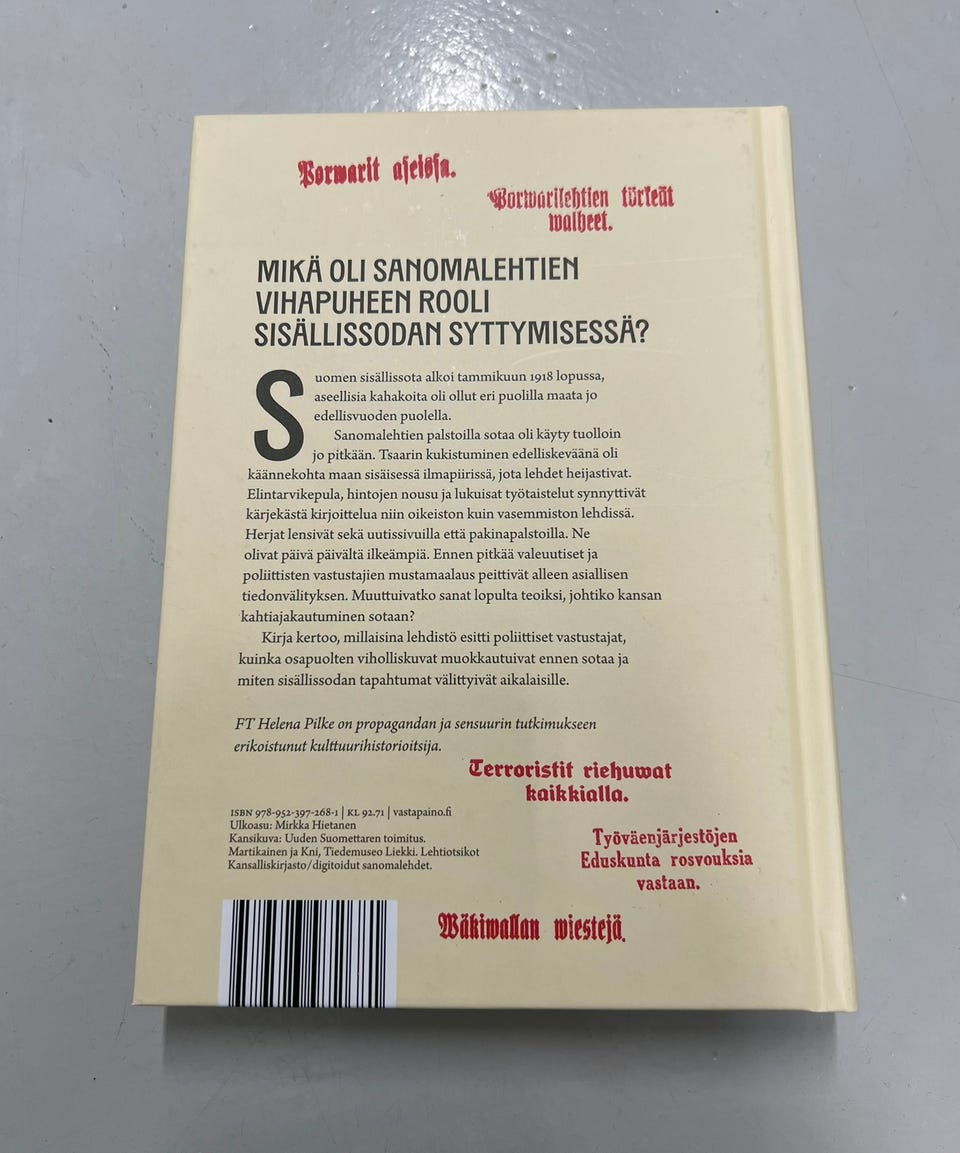 Porwarit aseissa.
Porwarilehtien törkeät
walheet.
MIKÄ OLI SANOMALEHTIEN
VIHAPUHEEN ROOLI
SISÄLLISSODAN SYTTYMISESSÄ?
Suomen sisällissota alkoi tammikuun 1918 lopussa,
aseellisia kahakoita oli ollut eri puolilla maata jo
edellisvuoden puolella.
Sanomalehtien palstoilla sotaa oli käyty tuolloin
jo pitkään. Tsaarin kukistuminen edelliskeväänä oli
käännekohta maan sisäisessä ilmapiirissä, jota lehdet heijastivat.
Elintarvikepula, hintojen nousu ja lukuisat työtaistelut synnyttivät
kärjekästä kirjoittelua niin oikeiston kuin vasemmiston lehdissä.
Herjat lensivät sekä uutissivuilla että pakinapalstoilla. Ne
olivat päivä päivältä ilkeämpiä. Ennen pitkää valeuutiset ja
poliittisten vastustajien mustamaalaus peittivät alleen asiallisen
tiedonvälityksen. Muuttuivatko sanat lopulta teoiksi, johtiko kansan
kahtiajakautuminen sotaan?
Kirja kertoo, millaisina lehdistö esitti poliittiset vastustajat,
kuinka osapuolten viholliskuvat muokkautuivat ennen sotaa ja
miten sisällissodan tapahtumat välittyivät aikalaisille.
FT Helena Pilke on propagandan ja sensuurin tutkimukseen
erikoistunut kulttuurihistorioitsija.
Terroristit riehuwat
kaikkialla.
ISBN 978-952-397-268-1 | KL 92.71 | vastapaino.fi
Ulkoasu: Mirkka Hietanen
Kansikuva: Uuden Suomettaren toimitus.
Martikainen ja Kni, Tiedemuseo Liekki. Lehtiotsikot
Kansalliskirjasto/digitoidut sanomalehdet.
Työväenjärjestöjen
Eduskunta rosvouksia
vastaan.
Wäkiwallan wiestejä.